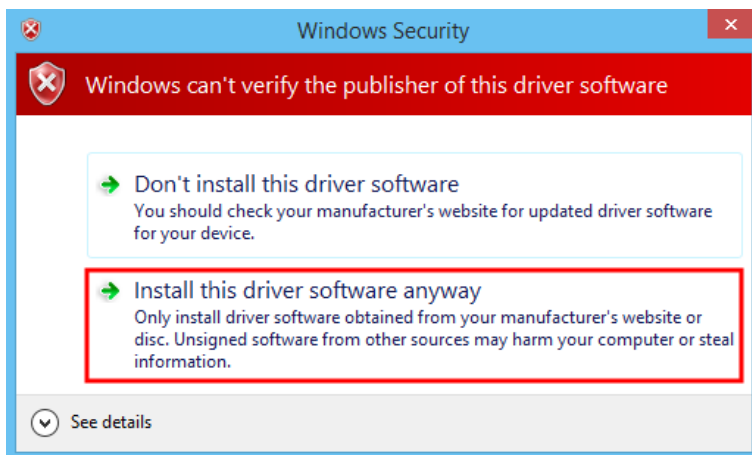 Windows Security
Windows can't verify the publisher of this driver software
Don't install this driver software
You should check your manufacturer's website for updated driver software
for your device.
Install this driver software anyway
Only install driver software obtained from your manufacturer's website or
disc. Unsigned software from other sources may harm your computer or steal
information.
See details